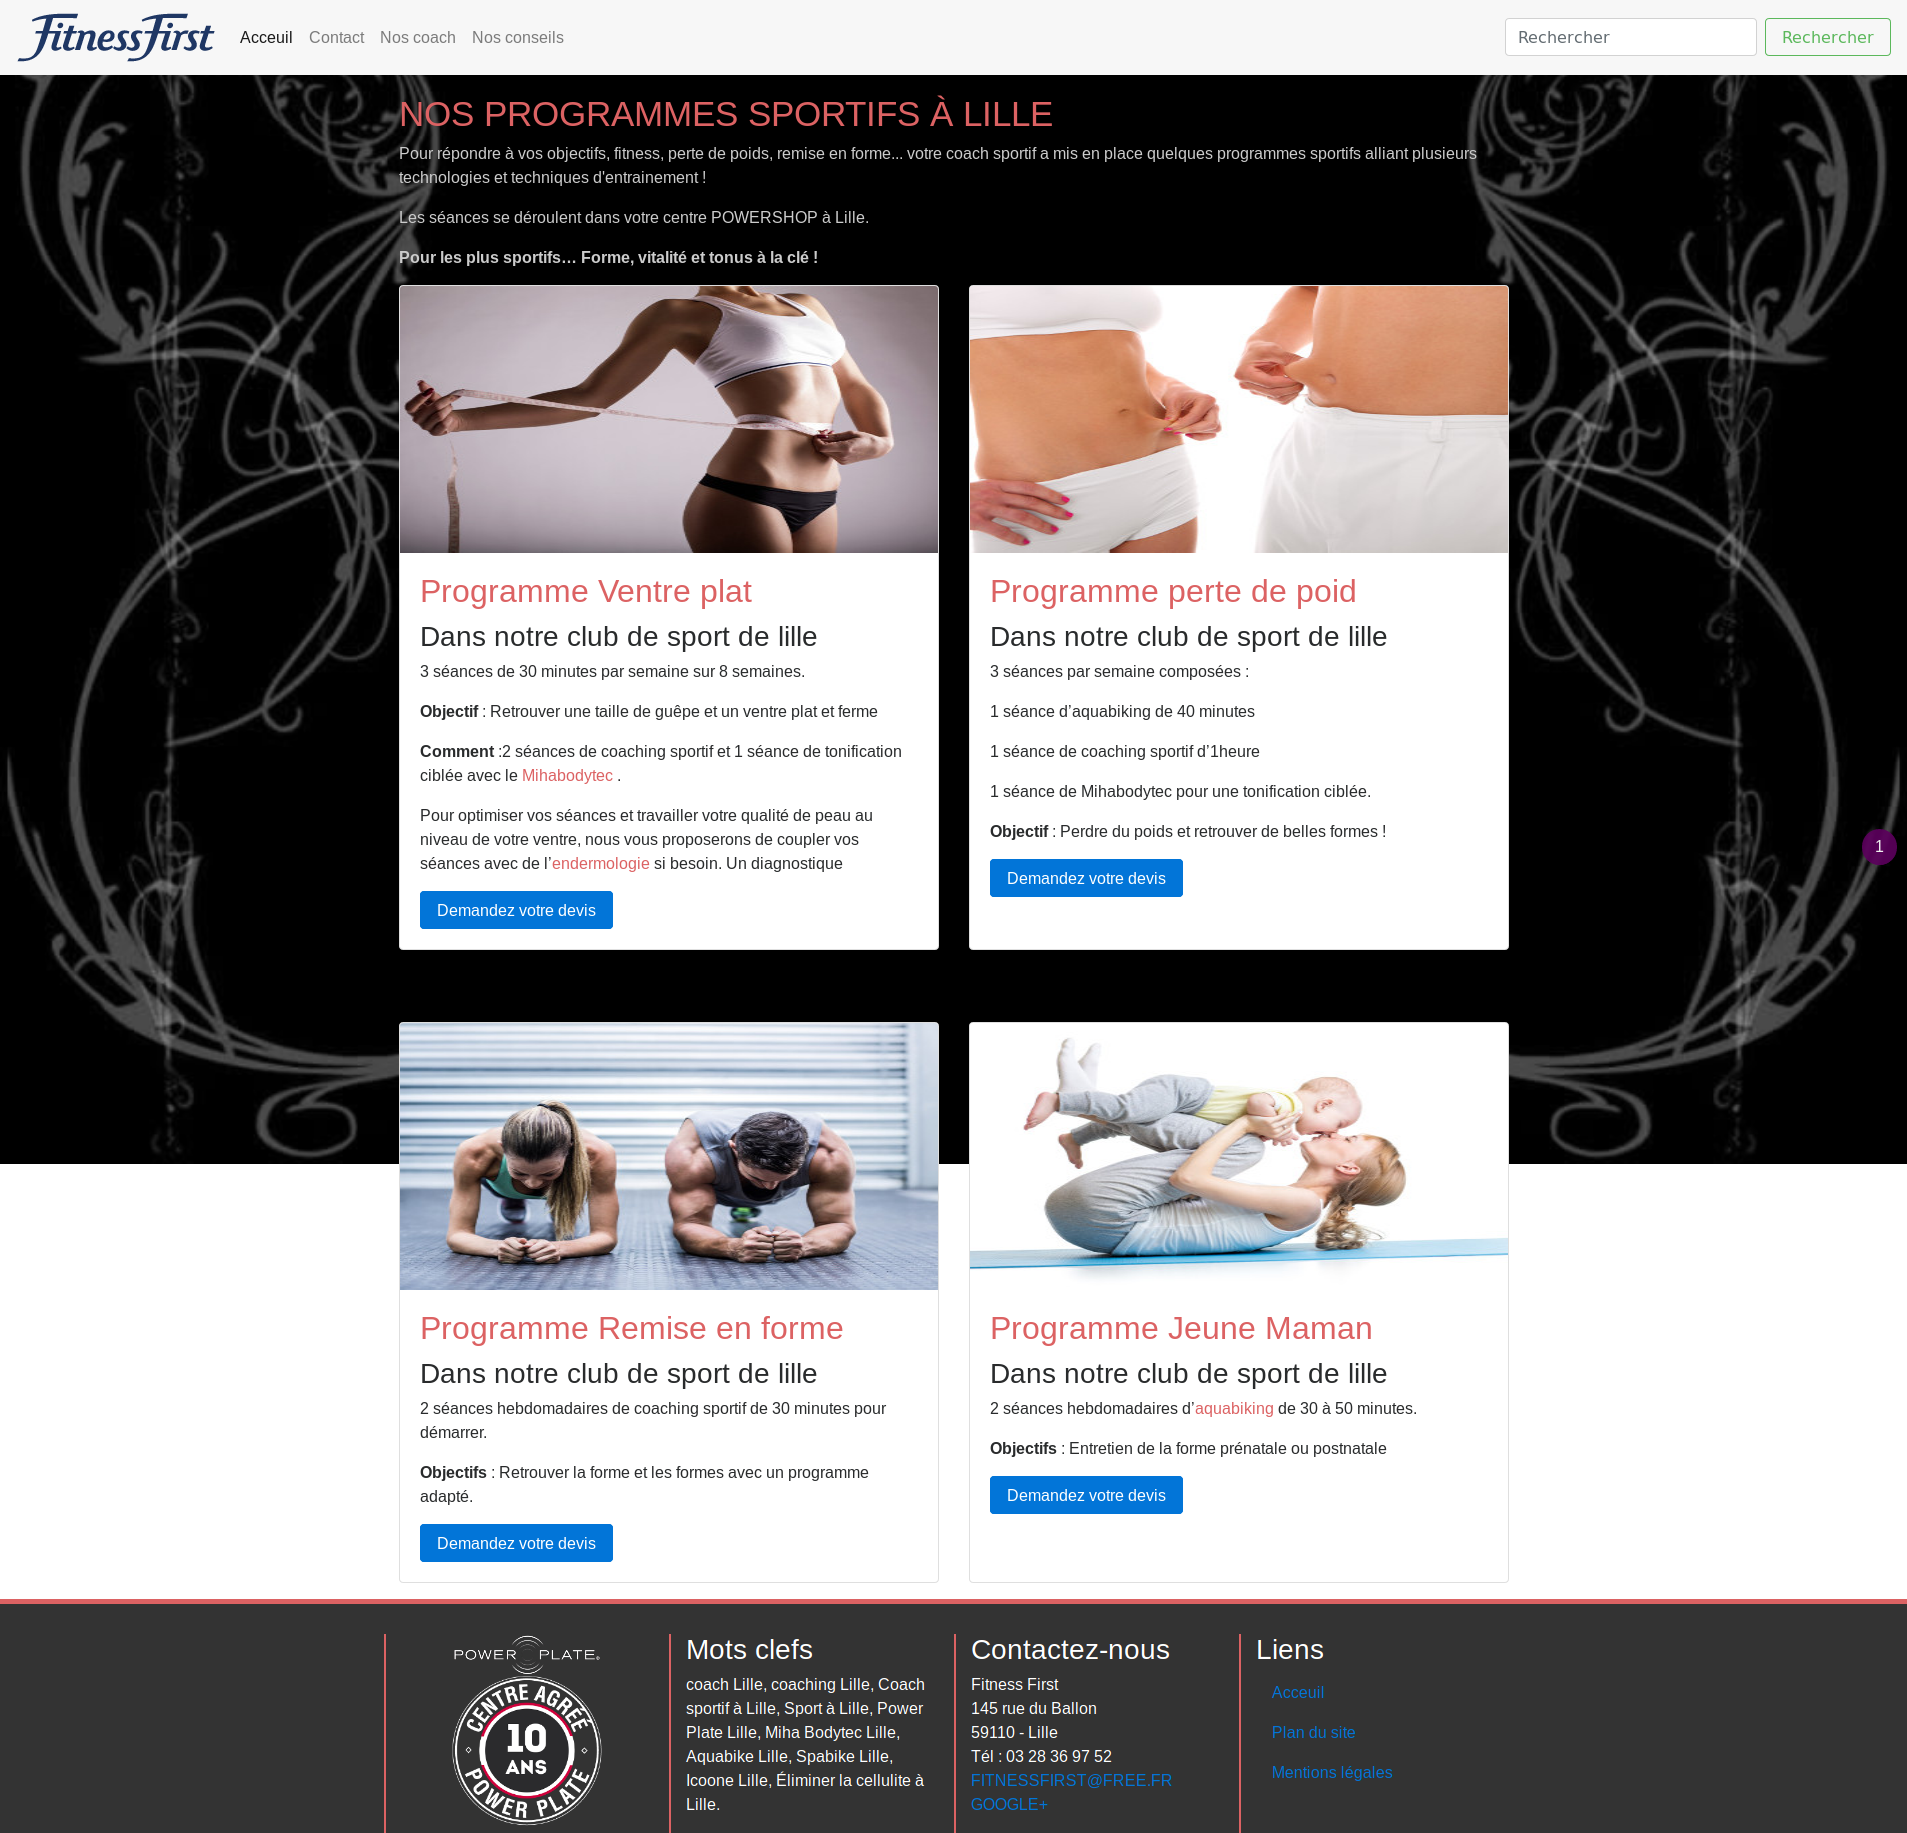 FitnessFirst
Acceuil Contact Nos coach Nos conseils
Rechercher
Rechercher
NOS PROGRAMMES SPORTIFS À LILLE
Pour répondre à vos objectifs, fitness, perte de poids, remise en forme... votre coach sportif a mis en place quelques programmes sportifs alliant plusieurs
technologies et techniques d'entrainement !
Les séances se déroulent dans votre centre POWERSHOP à Lille.
Pour les plus sportifs… Forme, vitalité et tonus à la clé !
Programme Ventre plat
Dans notre club de sport de lille
3 séances de 30 minutes par semaine sur 8 semaines.
Objectif : Retrouver une taille de guêpe et un ventre plat et ferme
Comment :2 séances de coaching sportif et 1 séance de tonification
ciblée avec le Mihabodytec .
Pour optimiser vos séances et travailler votre qualité de peau au
niveau de votre ventre, nous vous proposerons de coupler vos
séances avec de l’endermologie si besoin. Un diagnostique
Demandez votre devis
Programme perte de poid
Dans notre club de sport de lille
3 séances par semaine composées :
1 séance d’aquabiking de 40 minutes
1 séance de coaching sportif d’1heure
1 séance de Mihabodytec pour une tonification ciblée.
Objectif : Perdre du poids et retrouver de belles formes !
Demandez votre devis
1
Programme Remise en forme
Dans notre club de sport de lille
2 séances hebdomadaires de coaching sportif de 30 minutes pour
démarrer.
Objectifs : Retrouver la forme et les formes avec un programme
adapté.
Demandez votre devis
Programme Jeune Maman
Dans notre club de sport de lille
2 séances hebdomadaires d’aquabiking de 30 à 50 minutes.
Objectifs : Entretien de la forme prénatale ou postnatale
Demandez votre devis
POWER PLATE®
CENTRE AGRÉÉ
10
ANS
POWER PLATE
Mots clefs
coach Lille, coaching Lille, Coach
sportif à Lille, Sport à Lille, Power
Plate Lille, Miha Bodytec Lille,
Aquabike Lille, Spabike Lille,
Icoone Lille, Éliminer la cellulite à
Lille.
Contactez-nous
Fitness First
145 rue du Ballon
59110 - Lille
Tél : 03 28 36 97 52
FITNESSFIRST@FREE.FR
GOOGLE+
Liens
Acceuil
Plan du site
Mentions légales